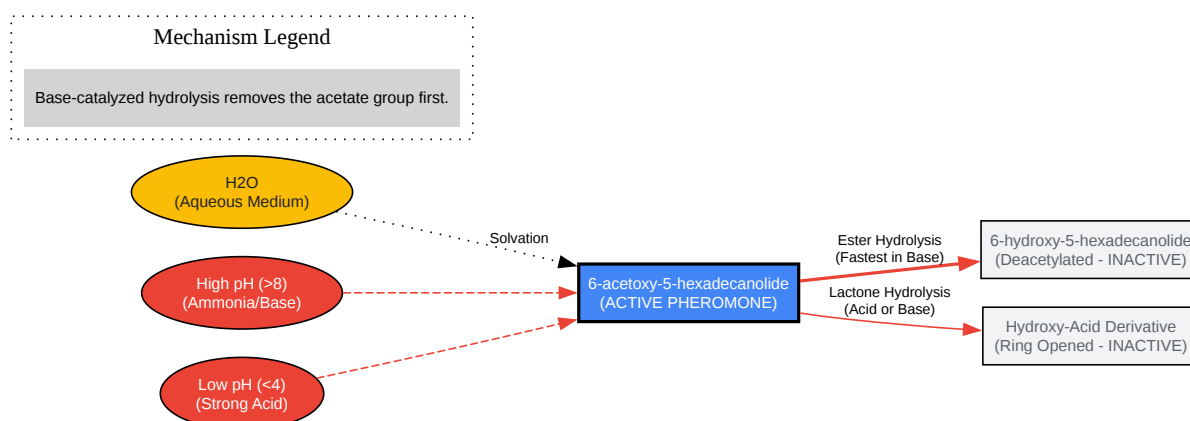 Mechanism Legend
Base-catalyzed hydrolysis removes the acetate group first.
H2O
(Aqueous Medium)
Solvation
High pH (>8)
(Ammonia/Base)
Low pH (<4)
(Strong Acid)
6-acetoxy-5-hexadecanolide
(ACTIVE PHEROMONE)
Ester Hydrolysis
(Fastest in Base)
Lactone Hydrolysis
(Acid or Base)
6-hydroxy-5-hexadecanolide
(Deacetylated - INACTIVE)
Hydroxy-Acid Derivative
(Ring Opened - INACTIVE)